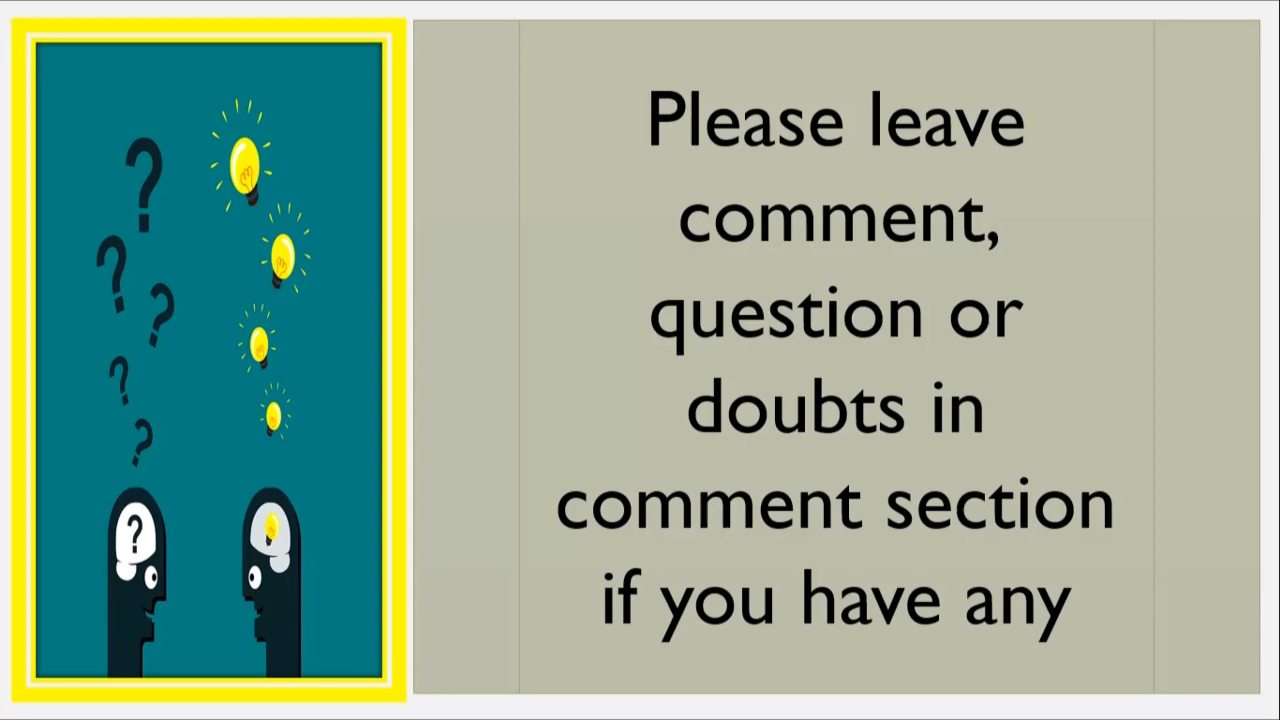 Please leave
comment,
question or
doubts in
comment section
if you have any